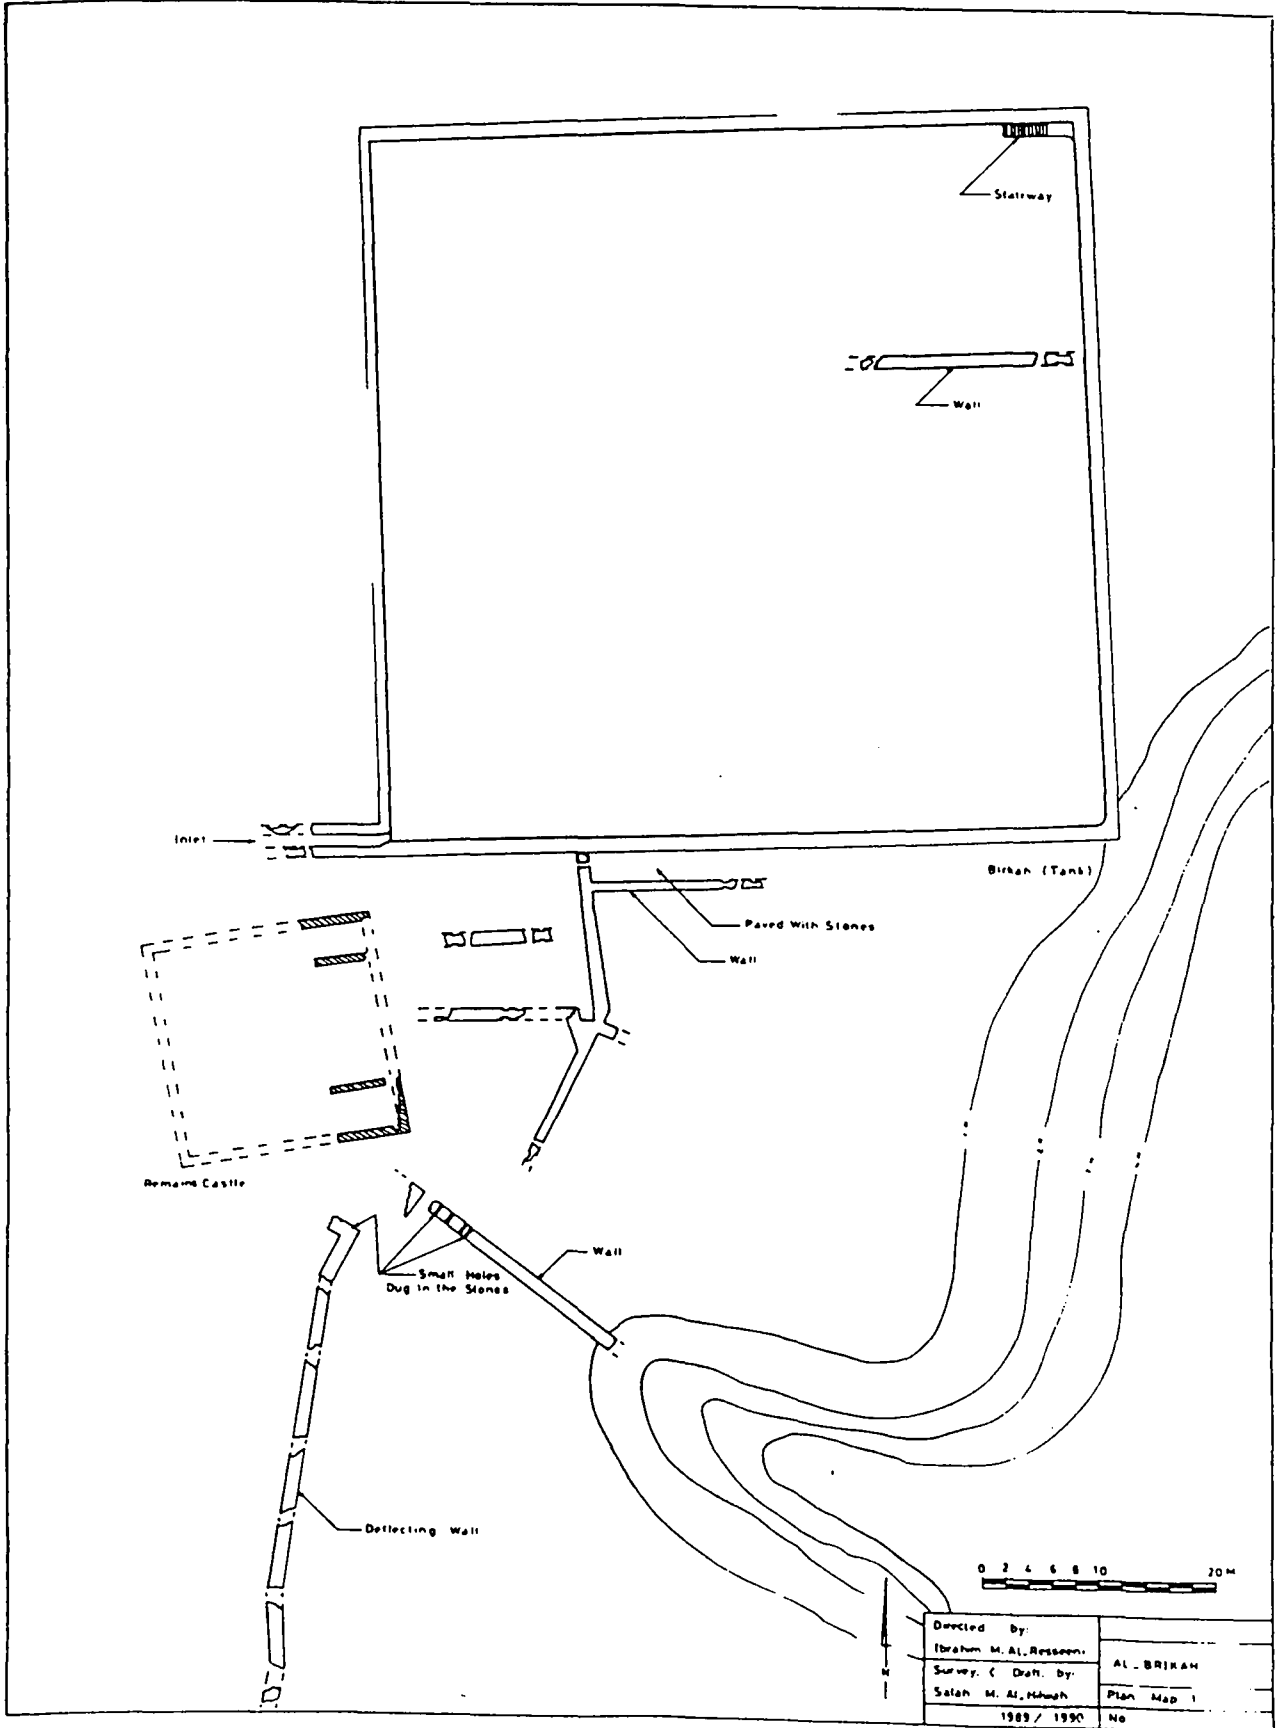 Stairway
Wall
Inlet
Birkah (Tank)
Paved With Stones
Wall
Remains Castle
Wall
Small Holes
Dug in the Stones
Deflecting Wall
0 2 4 6 8 10 20 M
N
Directed by:
Ibrahim M. AL.
Survey. & Draft. by:
Salah M. AL.
1989 / 1990
AL_BRIKAH
Plan Map 1
No